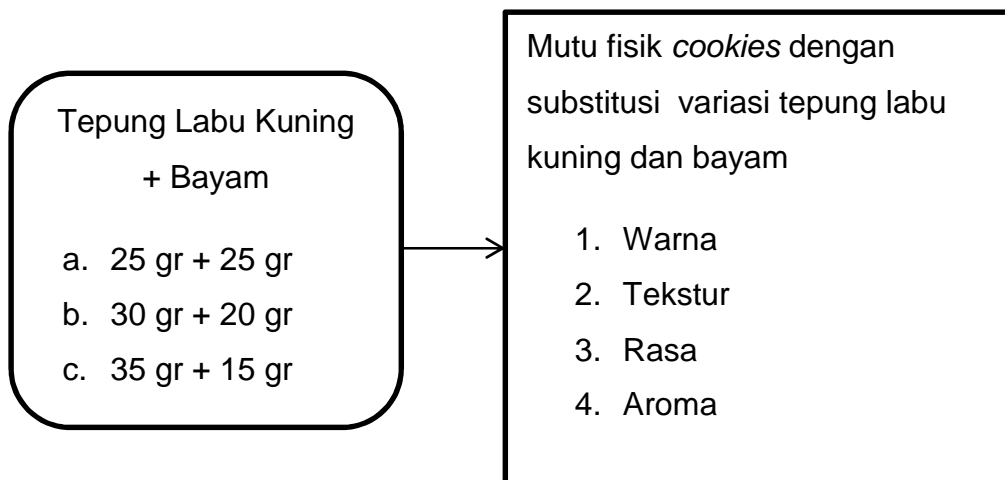 Tepung Labu Kuning
+ Bayam
a. 25 gr + 25 gr
b. 30 gr + 20 gr
c. 35 gr + 15 gr
Mutu fisik cookies dengan
substitusi variasi tepung labu
kuning dan bayam
1. Warna
2. Tekstur
3. Rasa
4. Aroma